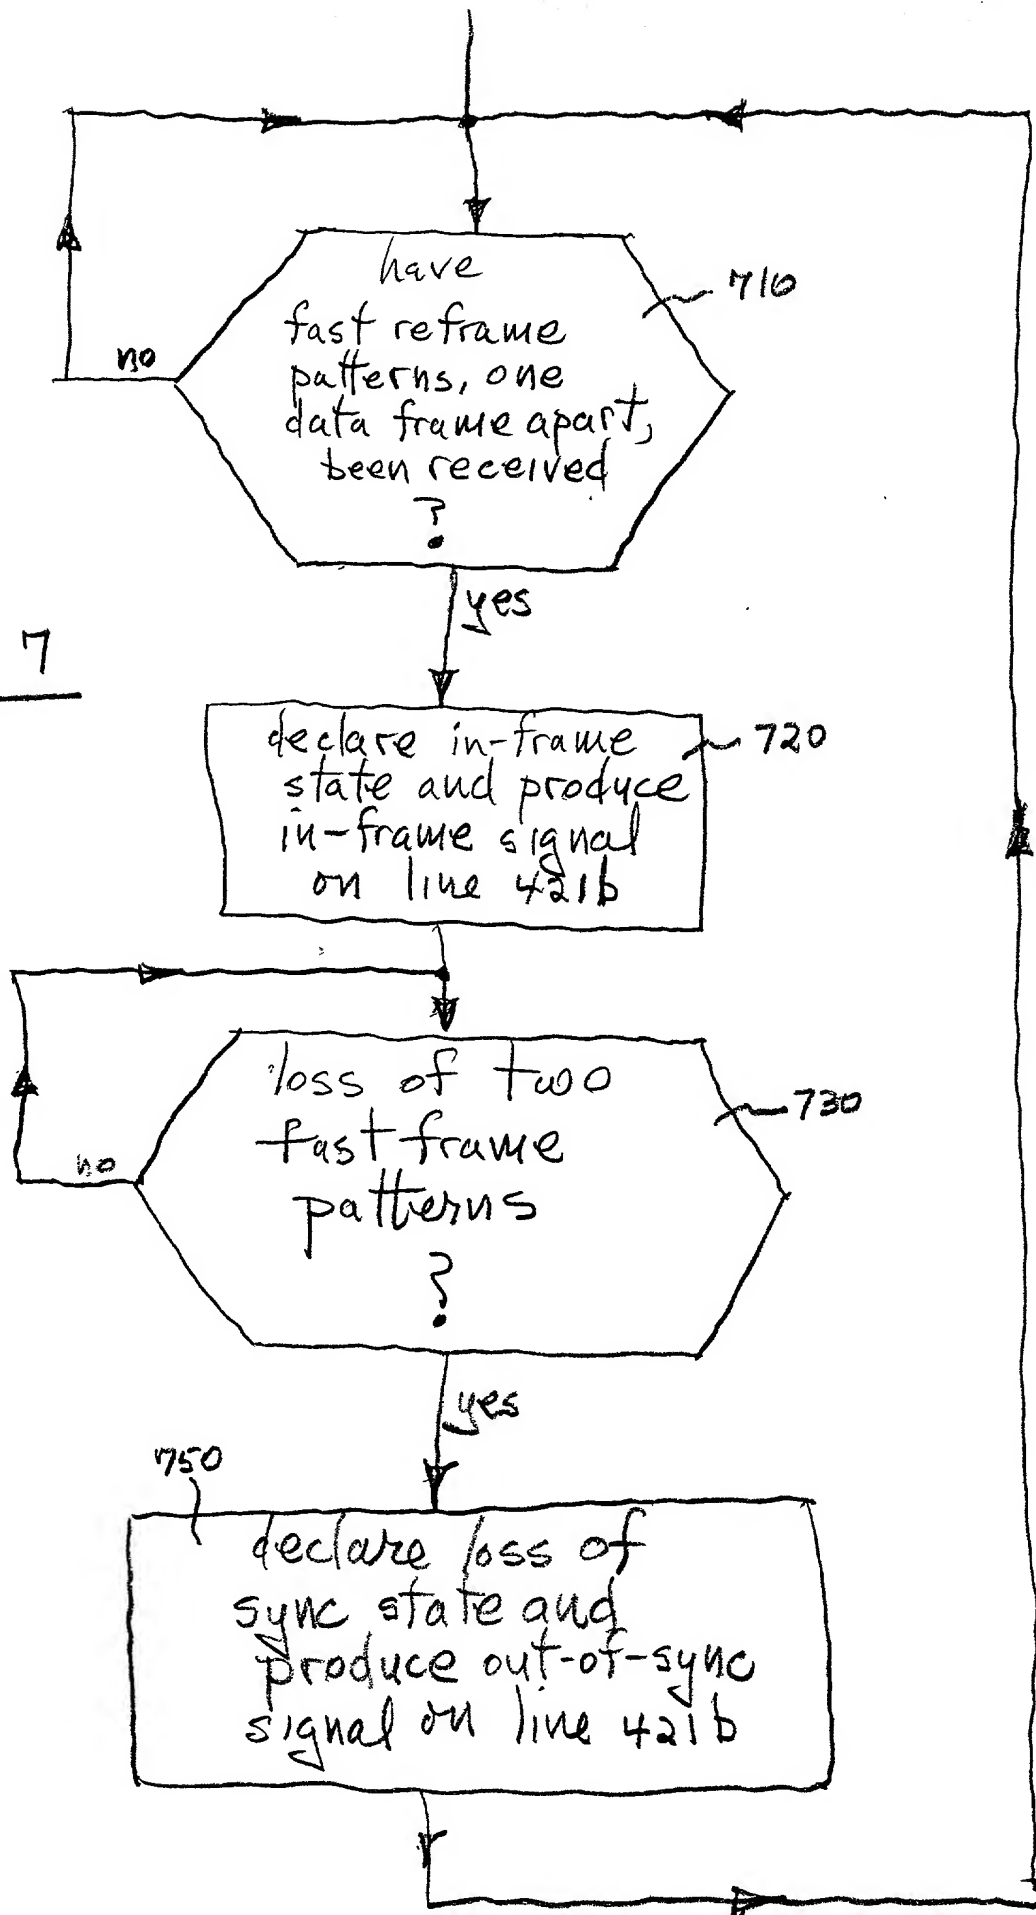 have
710
fast reframe
patterns, one
data frame apart,
been received
?
no
yes
7
declare in-frame
720
state and produce
in-frame signal
on line 421b
loss of two
730
fast frame
patterns
?
no
yes
750
declare loss of
sync state and
produce out-of-sync
signal on line 421b